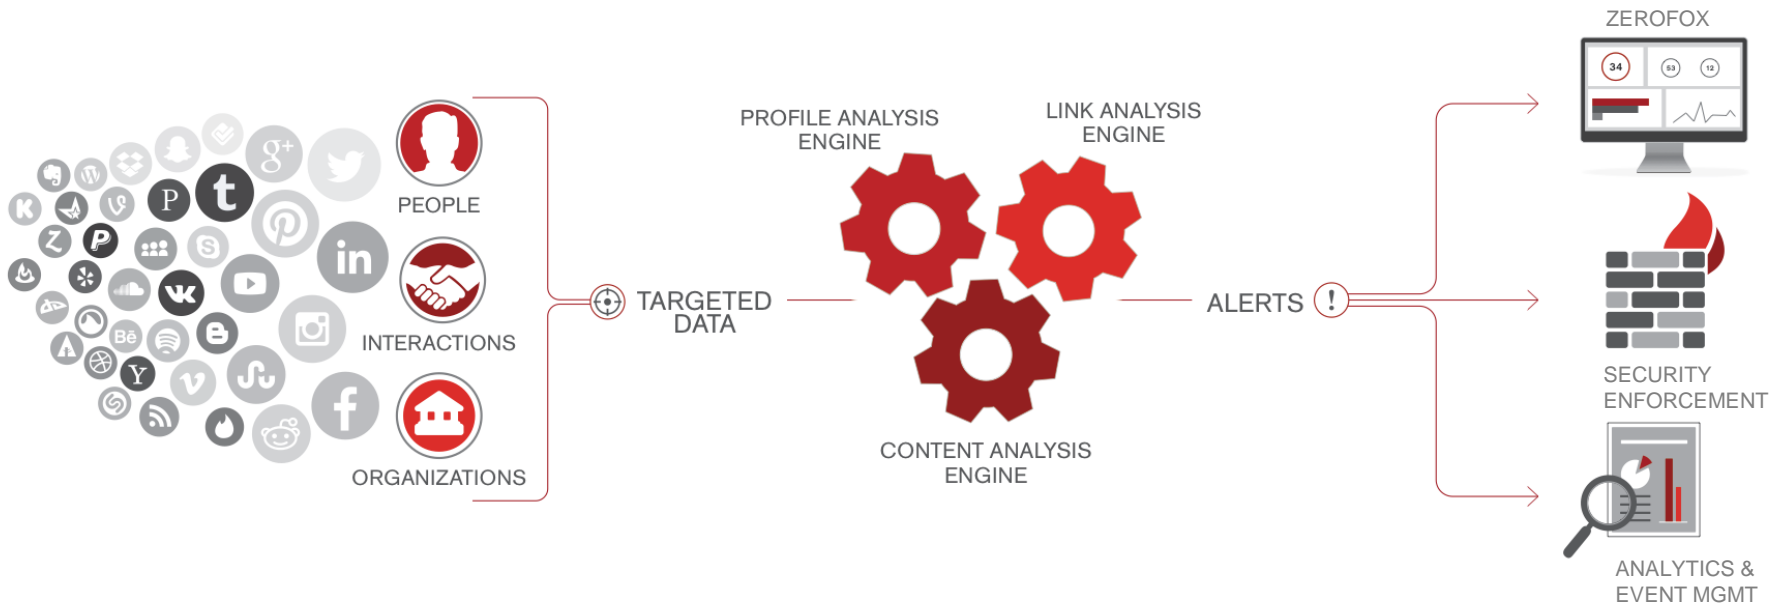 PEOPLE
INTERACTIONS
ORGANIZATIONS
TARGETED
DATA
PROFILE ANALYSIS
ENGINE
LINK ANALYSIS
ENGINE
CONTENT ANALYSIS
ENGINE
ALERTS
!
ZEROFOX
34
53
12
SECURITY
ENFORCEMENT
ANALYTICS &
EVENT MGMT